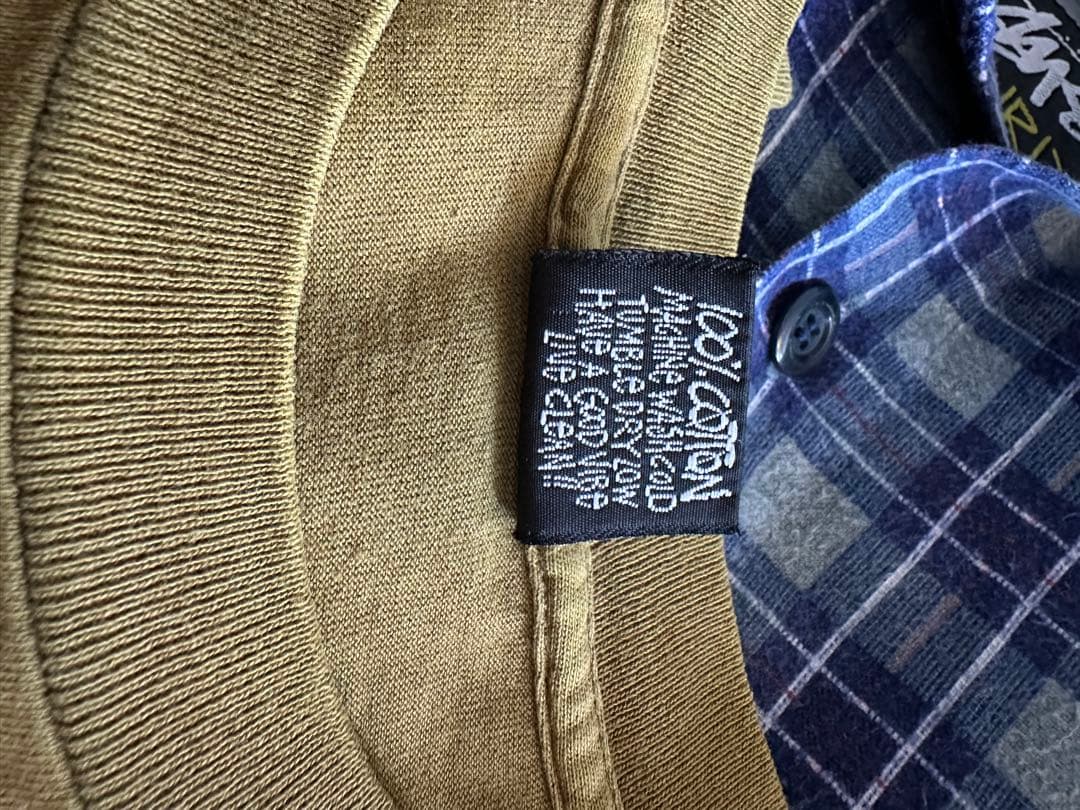 100% COTTON
MACHINE WASH COLD
TUMBLE DRY LOW
HAVE A GOOD VIBE
LIVE CLEAN!